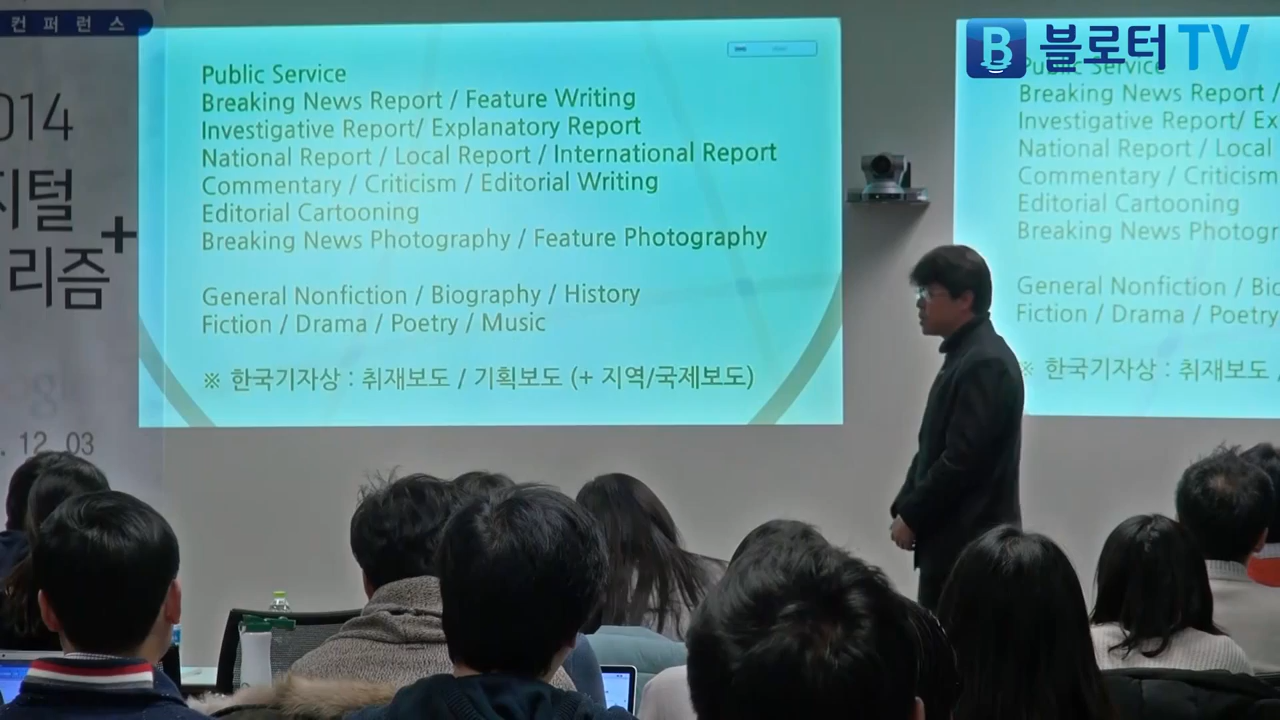 컨 퍼 런 스
2014
지털
리즘+
. 12. 03
Public Service
Breaking News Report / Feature Writing
Investigative Report/ Explanatory Report
National Report / Local Report / International Report
Commentary / Criticism / Editorial Writing
Editorial Cartooning
Breaking News Photography / Feature Photography
General Nonfiction / Biography / History
Fiction / Drama / Poetry / Music
※ 한국기자상 : 취재보도 / 기획보도 (+ 지역/국제보도)
B 블로터 TV
Public Service
Breaking News Report /
Investigative Report/ Ex
National Report / Local
Commentary / Criticism
Editorial Cartooning
Breaking News Photogr
General Nonfiction / Bio
Fiction / Drama / Poetry
※ 한국기자상 : 취재보도 /